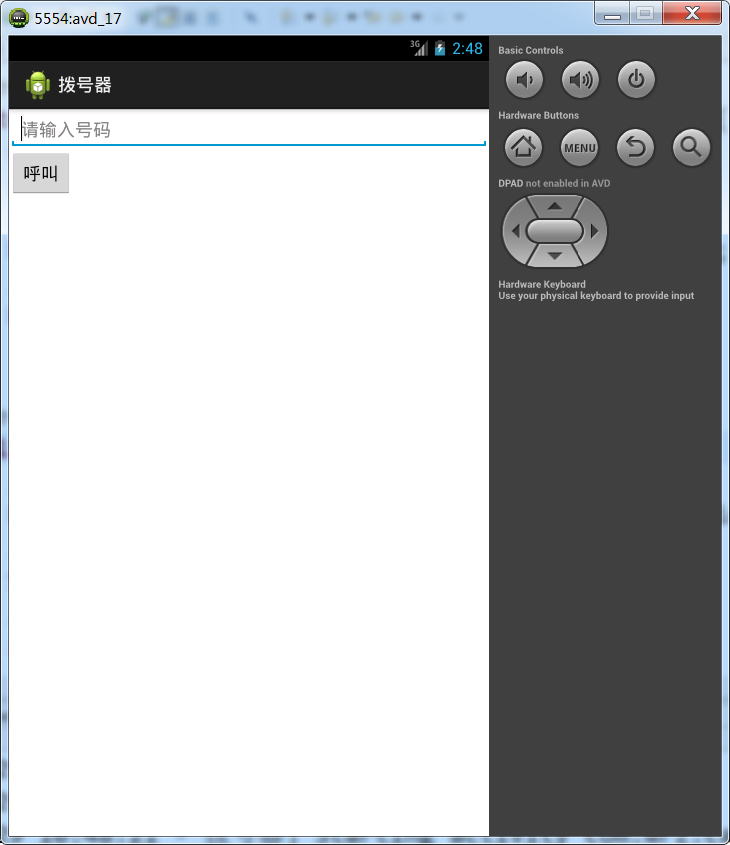 5554:avd_17
3G 2:48
拨号器
请输入号码
呼叫
Basic Controls
Hardware Buttons
MENU
DPAD not enabled in AVD
Hardware Keyboard
Use your physical keyboard to provide input